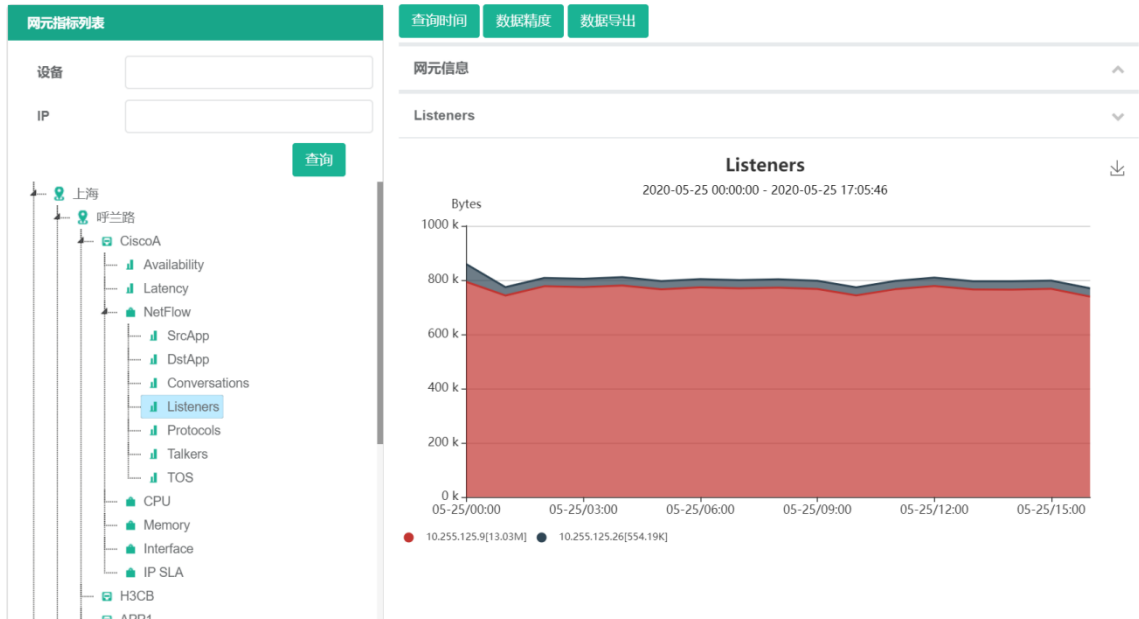 网元指标列表
设备
IP
查询
上海
呼兰路
CiscoA
Availability
Latency
NetFlow
SrcApp
DstApp
Conversations
Listeners
Protocols
Talkers
TOS
CPU
Memory
Interface
IP SLA
H3CB
APP1
查询时间 数据精度 数据导出
网元信息
Listeners
Listeners
2020-05-25 00:00:00 - 2020-05-25 17:05:46
Bytes
1000 k
800 k
600 k
400 k
200 k
0 k
05-25/00:00 05-25/03:00 05-25/06:00 05-25/09:00 05-25/12:00 05-25/15:00
10.255.125.9[13.03M] 10.255.125.26[554.19K]